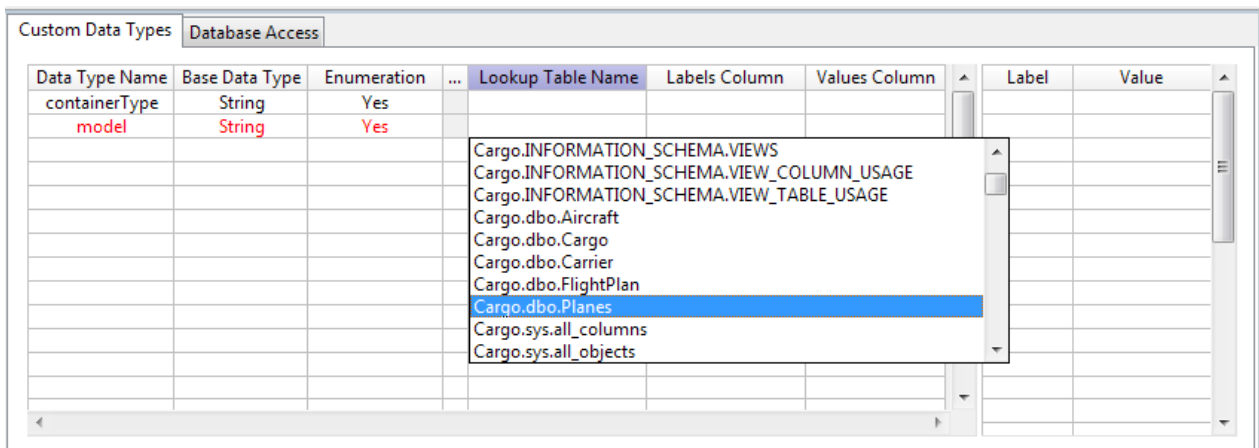 Custom Data Types Database Access
Data Type Name Base Data Type Enumeration ... Lookup Table Name Labels Column Values Column Label Value
containerType String Yes
model String Yes
Cargo.INFORMATION_SCHEMA.VIEWS
Cargo.INFORMATION_SCHEMA.VIEW_COLUMN_USAGE
Cargo.INFORMATION_SCHEMA.VIEW_TABLE_USAGE
Cargo.dbo.Aircraft
Cargo.dbo.Cargo
Cargo.dbo.Carrier
Cargo.dbo.FlightPlan
Cargo.dbo.Planes
Cargo.sys.all_columns
Cargo.sys.all_objects